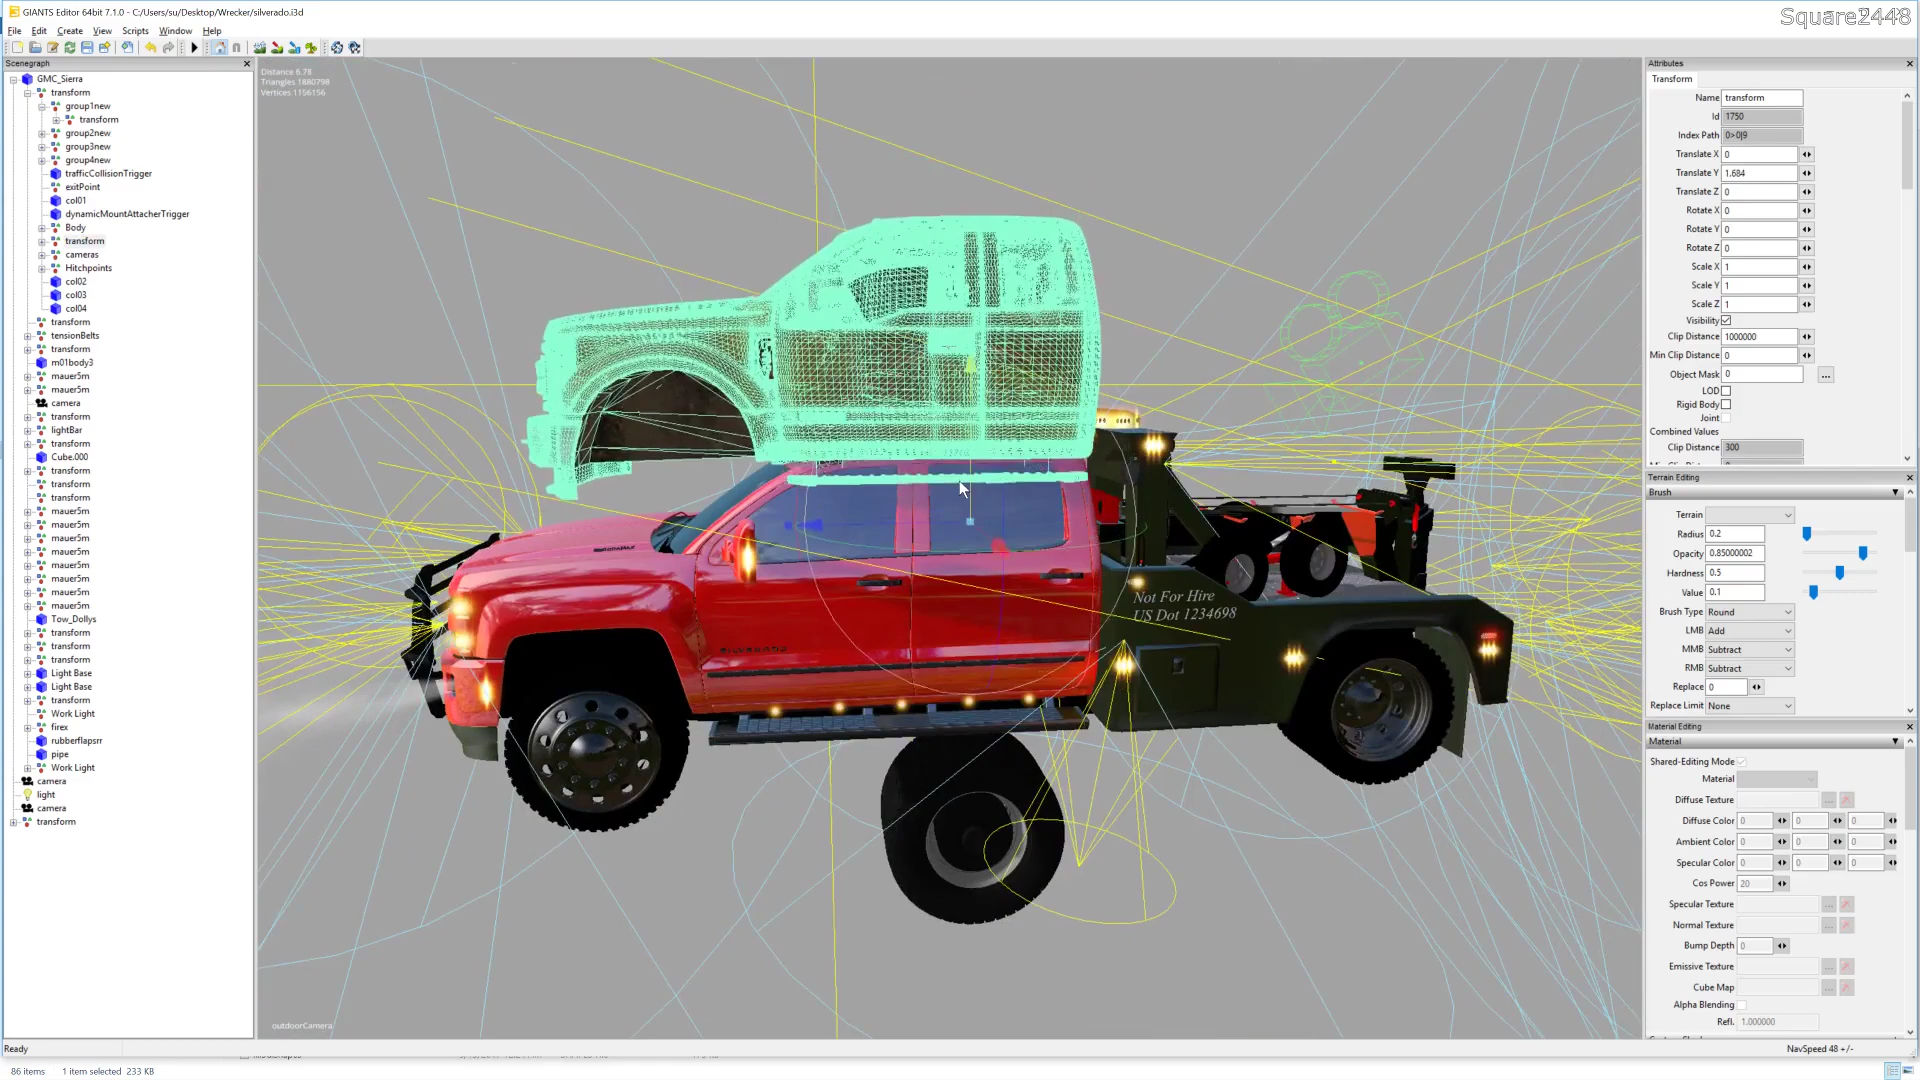 GIANTS Editor 64bit 7.1.0 - C:/Users/su/Desktop/Wrecker/silverado.i3d
Square2448
File Edit Create View Scripts Window Help
Scenegraph
GMC_Sierra
transform
group1new
transform
group2new
group3new
group4new
trafficCollisionTrigger
exitPoint
col01
dynamicMountAttacherTrigger
Body
transform
cameras
Hitchpoints
col02
col03
col04
transform
tensionBelts
transform
m01body3
mauer5m
mauer5m
camera
transform
lightBar
transform
Cube.000
transform
transform
transform
mauer5m
mauer5m
mauer5m
mauer5m
mauer5m
mauer5m
mauer5m
mauer5m
Tow_Dollys
transform
transform
transform
Light Base
Light Base
transform
Work Light
firex
rubberflapsrr
pipe
Work Light
camera
light
camera
transform
Distance 6.78
Triangles 1880798
Vertices 1156156
Not For Hire
US Dot 1234698
SILVERADO
outdoorCamera
Attributes
Transform
Name transform
Id 1750
Index Path 0>0|9
Translate X 0
Translate Y 1.684
Translate Z 0
Rotate X 0
Rotate Y 0
Rotate Z 0
Scale X 1
Scale Y 1
Scale Z 1
Visibility
Clip Distance 1000000
Min Clip Distance 0
Object Mask 0 ...
LOD
Rigid Body
Joint
Combined Values
Clip Distance 300
Terrain Editing
Brush
Terrain
Radius 0.2
Opacity 0.85000002
Hardness 0.5
Value 0.1
Brush Type Round
LMB Add
MMB Subtract
RMB Subtract
Replace 0
Replace Limit None
Material Editing
Material
Shared-Editing Mode
Material
Diffuse Texture ...
Diffuse Color 0 0 0
Ambient Color 0 0 0
Specular Color 0 0 0
Cos Power 20
Specular Texture ...
Normal Texture ...
Bump Depth 0
Emissive Texture ...
Cube Map ...
Alpha Blending
Refl. 1.000000
Ready
NavSpeed 48 +/-
86 items 1 item selected 233 KB